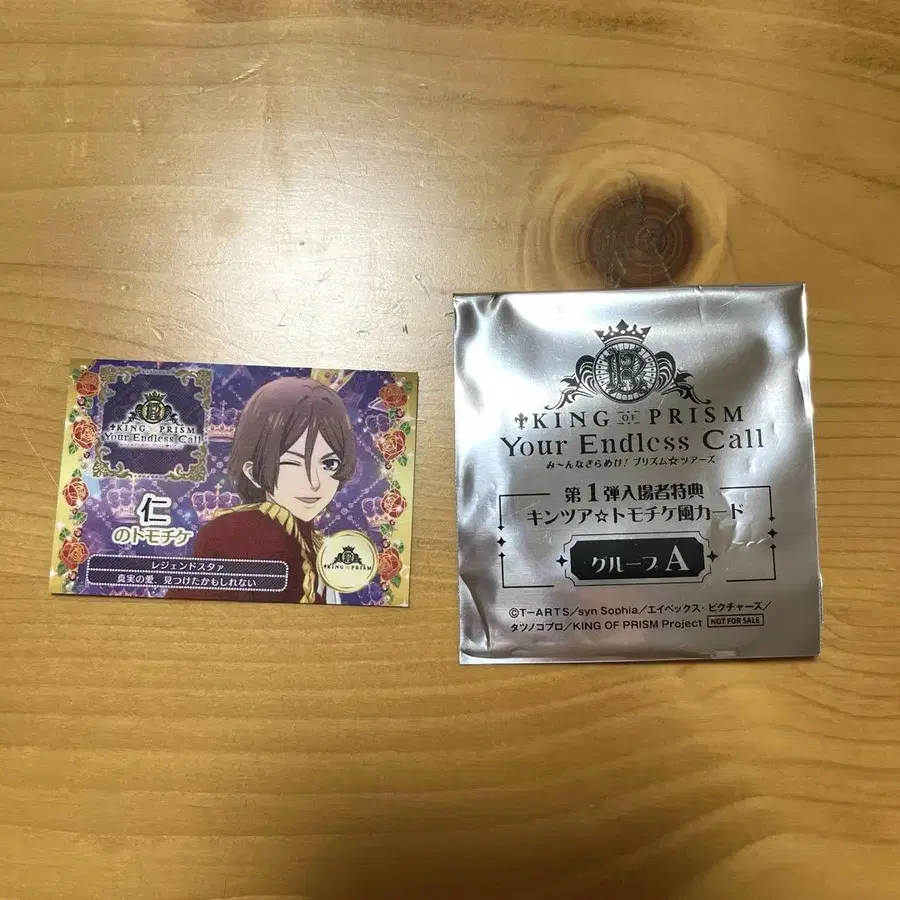 KING OF PRISM
Your Endless Call
仁
のトモチケ
レジェンドスタァ
真実の愛、見つけたかもしれない
KING OF PRISM
KING OF PRISM
Your Endless Call
み〜んなきらめけ! プリズム☆ツアーズ
第1弾入場者特典
キンツア☆トモチケ風カード
グループA
©T-ARTS/syn Sophia/エイベックス・ピクチャーズ/
タツノコプロ/KING OF PRISM Project NOT FOR SALE